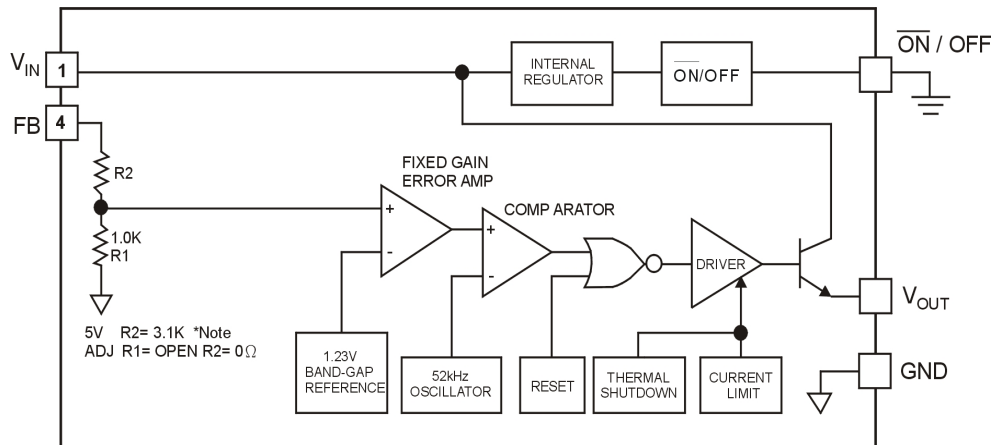 ON / OFF
VIN
1
INTERNAL
REGULATOR
ON/OFF
FB
4
FIXED GAIN
ERROR AMP
R2
COMP ARATOR
+
+
1.0K
R1
-
-
DRIVER
VOUT
5V R2= 3.1K *Note
ADJ R1= OPEN R2= 0Ω
1.23V
BAND-GAP
REFERENCE
52kHz
OSCILLATOR
RESET
THERMAL
SHUTDOWN
CURRENT
LIMIT
GND